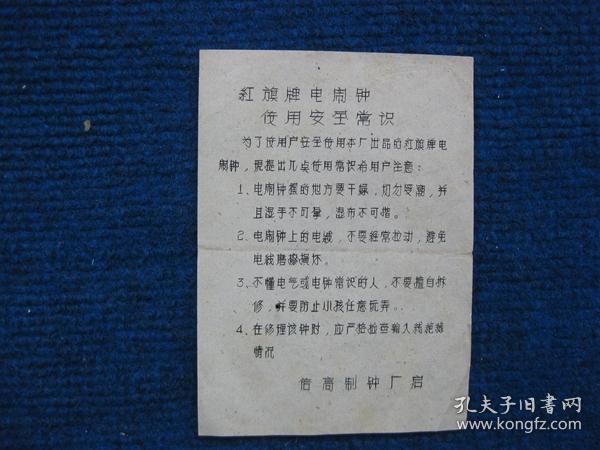 红旗牌电闹钟
使用安全常识
为了使用户在全使用本厂出品的红旗牌电
闹钟，现提出几点使用常识希用户注意：
1、电闹钟摆的地方要干燥，切勿受潮，并
且湿手不可拿，湿布不可揩。
2、电闹钟上的电线，不要经常拉动，避免
电线磨擦损坏。
3、不懂电气或电钟常识的人，不要擅自拆
修，并要防止小孩任意玩弄。
4、在修理该钟时，应严格检查输入线绝缘
情况
信高制钟厂启
孔夫子旧书网
www.kongfz.com